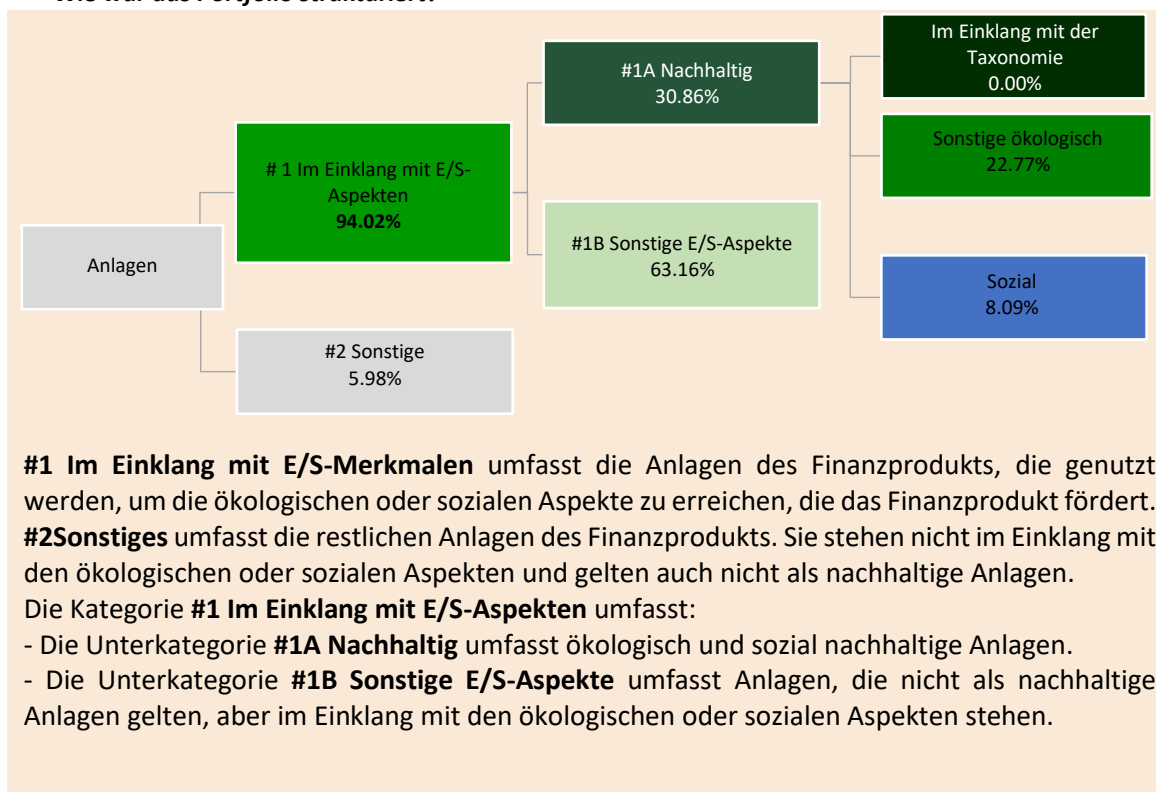 Wie war das Portfolio strukturiert?
Im Einklang mit der
Taxonomie
0.00%
#1A Nachhaltig
30.86%
Sonstige ökologisch
22.77%
# 1 Im Einklang mit E/S-
Aspekten
94.02%
#1B Sonstige E/S-Aspekte
63.16%
Anlagen
Sozial
8.09%
#2 Sonstige
5.98%
#1 Im Einklang mit E/S-Merkmalen umfasst die Anlagen des Finanzprodukts, die genutzt
werden, um die ökologischen oder sozialen Aspekte zu erreichen, die das Finanzprodukt fördert.
#2Sonstiges umfasst die restlichen Anlagen des Finanzprodukts. Sie stehen nicht im Einklang mit
den ökologischen oder sozialen Aspekten und gelten auch nicht als nachhaltige Anlagen.
Die Kategorie #1 Im Einklang mit E/S-Aspekten umfasst:
- Die Unterkategorie #1A Nachhaltig umfasst ökologisch und sozial nachhaltige Anlagen.
- Die Unterkategorie #1B Sonstige E/S-Aspekte umfasst Anlagen, die nicht als nachhaltige
Anlagen gelten, aber im Einklang mit den ökologischen oder sozialen Aspekten stehen.